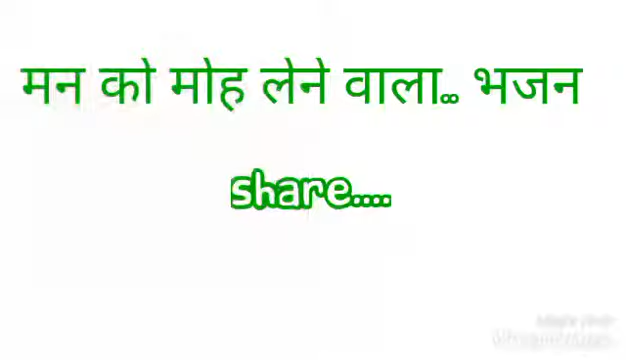 मन को मोह लेने वाला.. भजन
share....